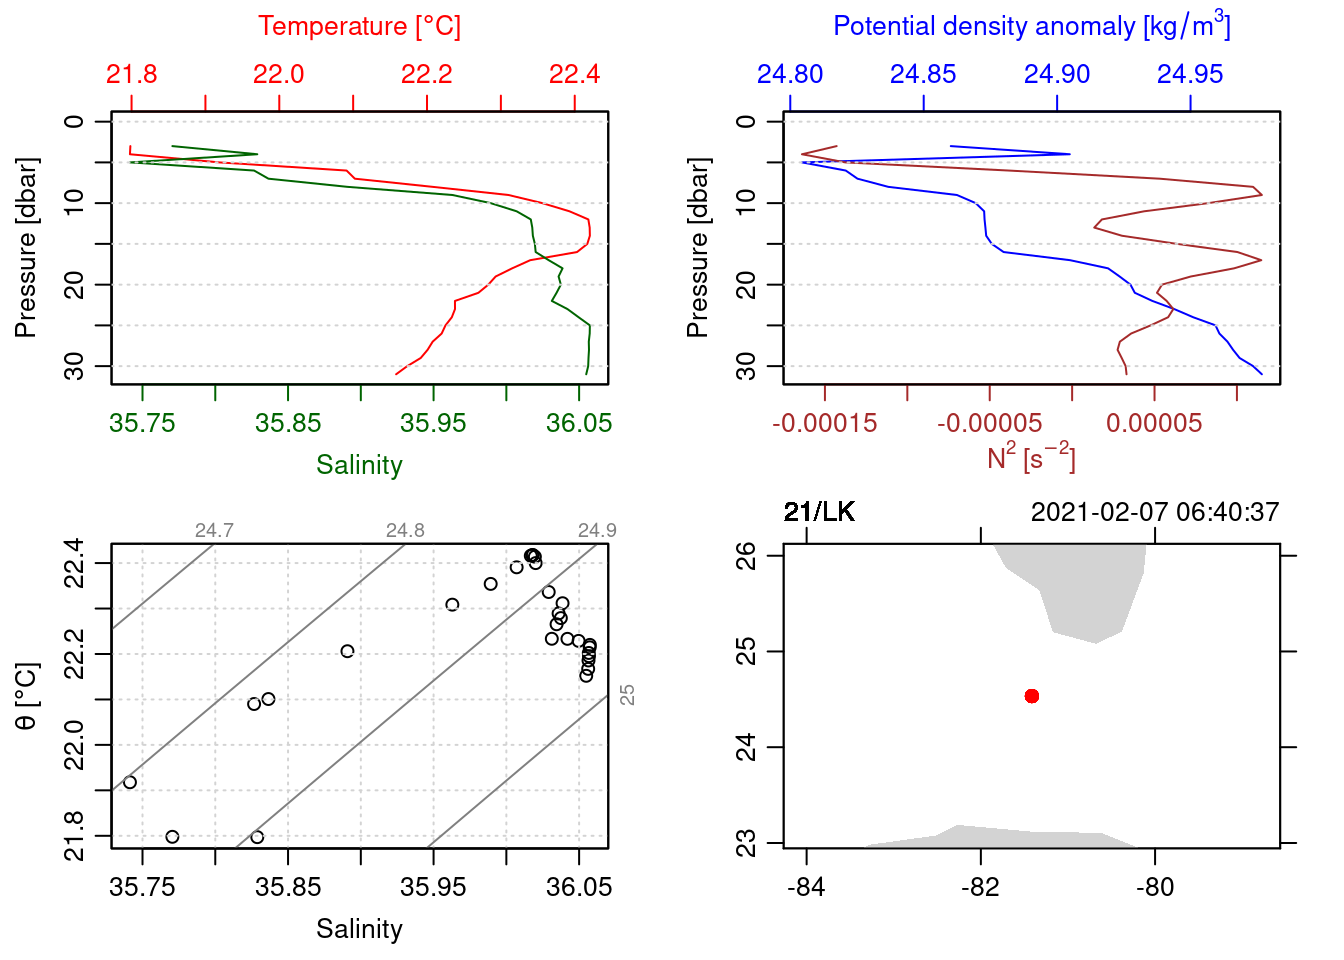 Temperature [°C]
21.8 22.0 22.2 22.4
Pressure [dbar]
0 10 20 30
35.75 35.85 35.95 36.05
Salinity
Potential density anomaly [kg/m³]
24.80 24.85 24.90 24.95
Pressure [dbar]
0 10 20 30
-0.00015 -0.00005 0.00005
N² [s⁻²]
24.7 24.8 24.9
25
θ [°C]
22.4 22.2 22.0 21.8
35.75 35.85 35.95 36.05
Salinity
21/LK 2021-02-07 06:40:37
26 25 24 23
-84 -82 -80